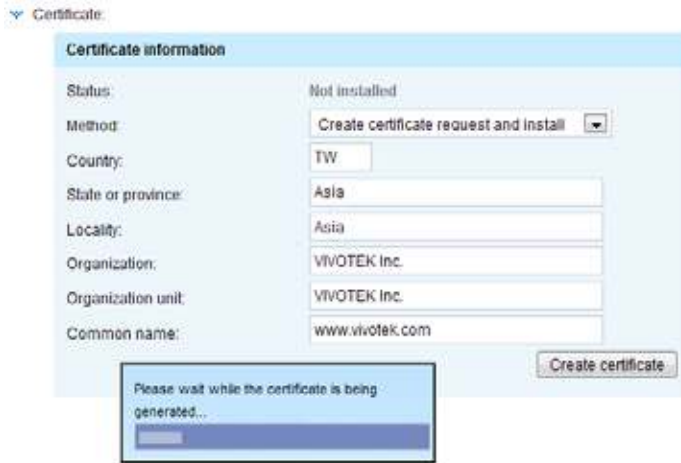 Certificate:
Certificate information
Status: Not installed
Method: Create certificate request and install
Country: TW
State or province: Asia
Locality: Asia
Organization: VIVOTEK Inc.
Organization unit: VIVOTEK Inc.
Common name: www.vivotek.com
Create certificate
Please wait while the certificate is being
generated...